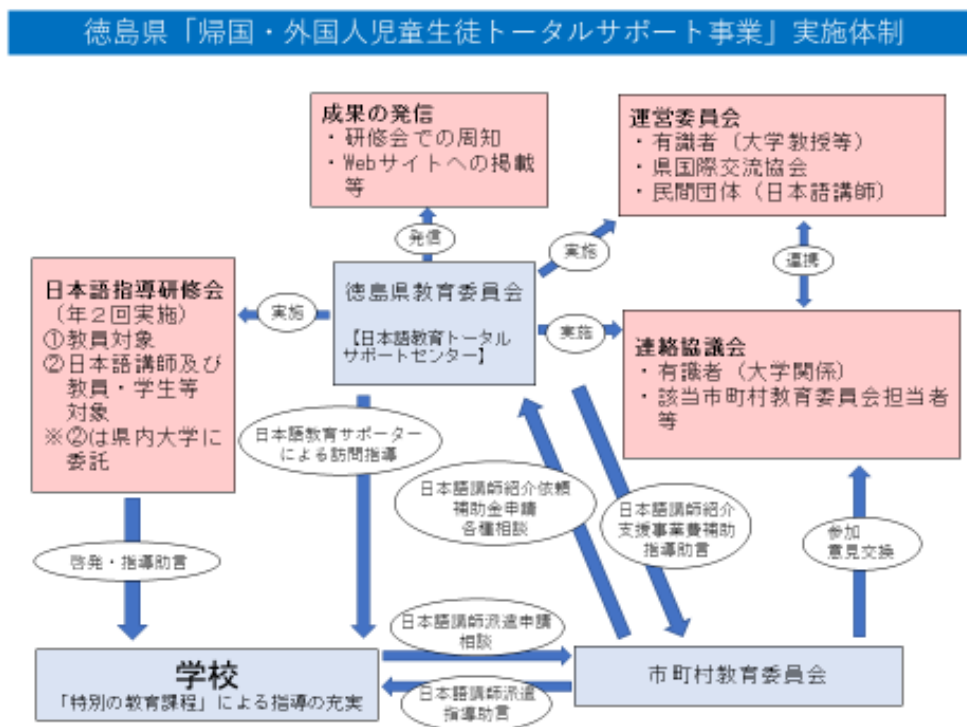 徳島県「帰国・外国人児童生徒トータルサポート事業」実施体制
成果の発信
・研修会での周知
・Webサイトへの掲載
等
運営委員会
・有識者（大学教授等）
・県国際交流協会
・民間団体（日本語講師）
発信
実施
連携
日本語指導研修会
（年２回実施）
①教員対象
②日本語講師及び
教員・学生等
対象
※②は県内大学に
委託
実施
徳島県教育委員会
【日本語教育トータル
サポートセンター】
実施
連絡協議会
・有識者（大学関係）
・該当市町村教育委員会担当者
等
日本語教育サポーター
による訪問指導
日本語講師紹介依頼
補助金申請
各種相談
日本語講師紹介
支援事業費補助
指導助言
参加
意見交換
啓発・指導助言
日本語講師派遣申請
相談
学校
「特別の教育課程」による指導の充実
市町村教育委員会
日本語講師派遣
指導助言